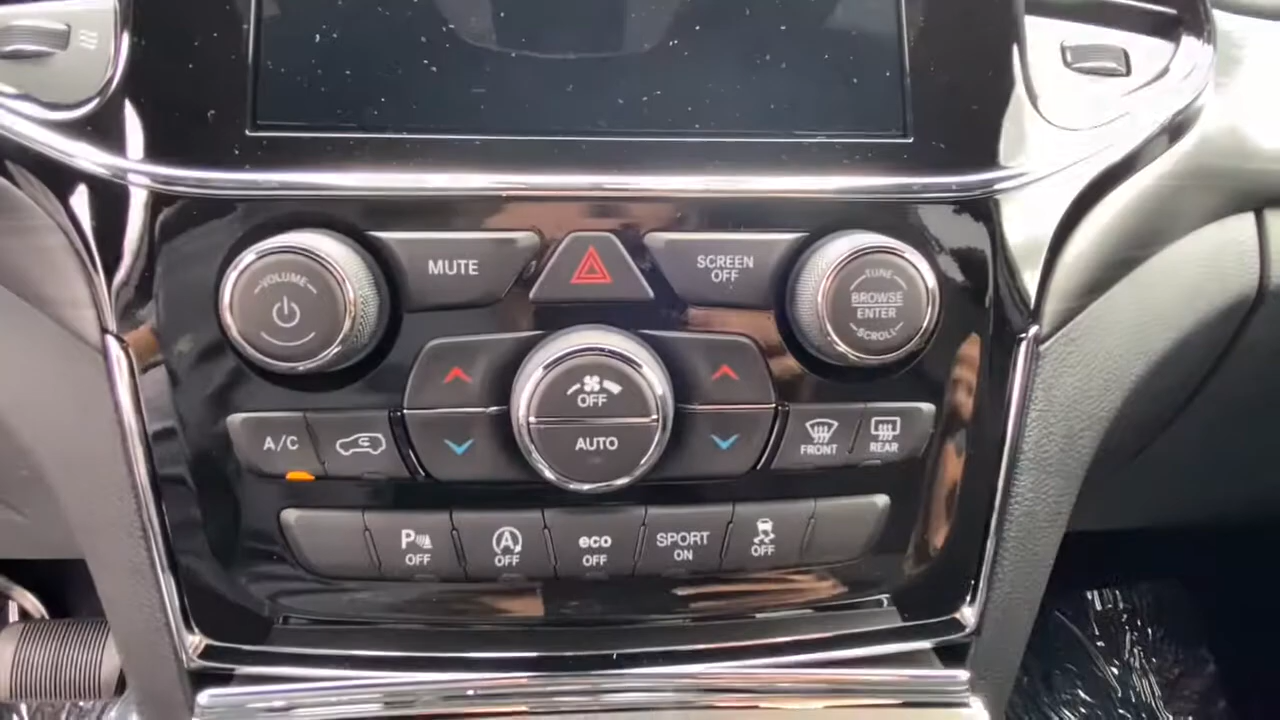 VOLUME
MUTE
SCREEN
OFF
TUNE
BROWSE
ENTER
SCROLL
OFF
AUTO
A/C
FRONT
REAR
P
OFF
A
OFF
eco
OFF
SPORT
ON
OFF